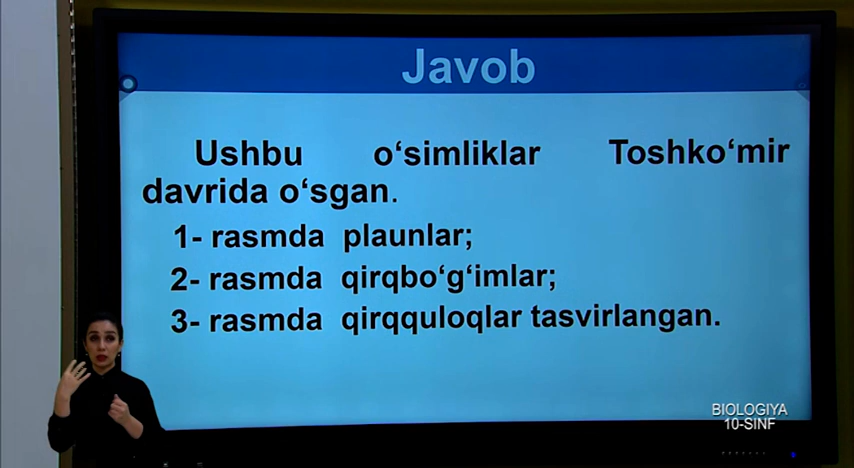 Javob
Ushbu o‘simliklar Toshko‘mir
davrida o‘sgan.
1- rasmda plaunlar;
2- rasmda qirqbo‘g‘imlar;
3- rasmda qirqquloqlar tasvirlangan.
BIOLOGIYA
10-SINF